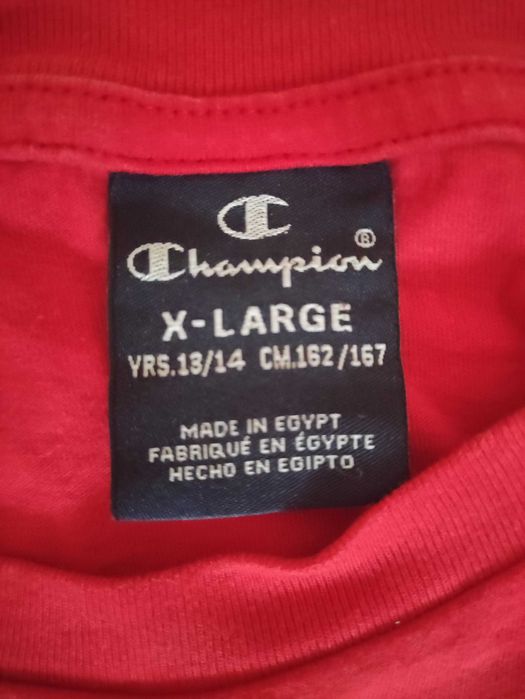 C
Champion®
X-LARGE
YRS.13/14 CM.162/167
MADE IN EGYPT
FABRIQUÉ EN ÉGYPTE
HECHO EN EGIPTO